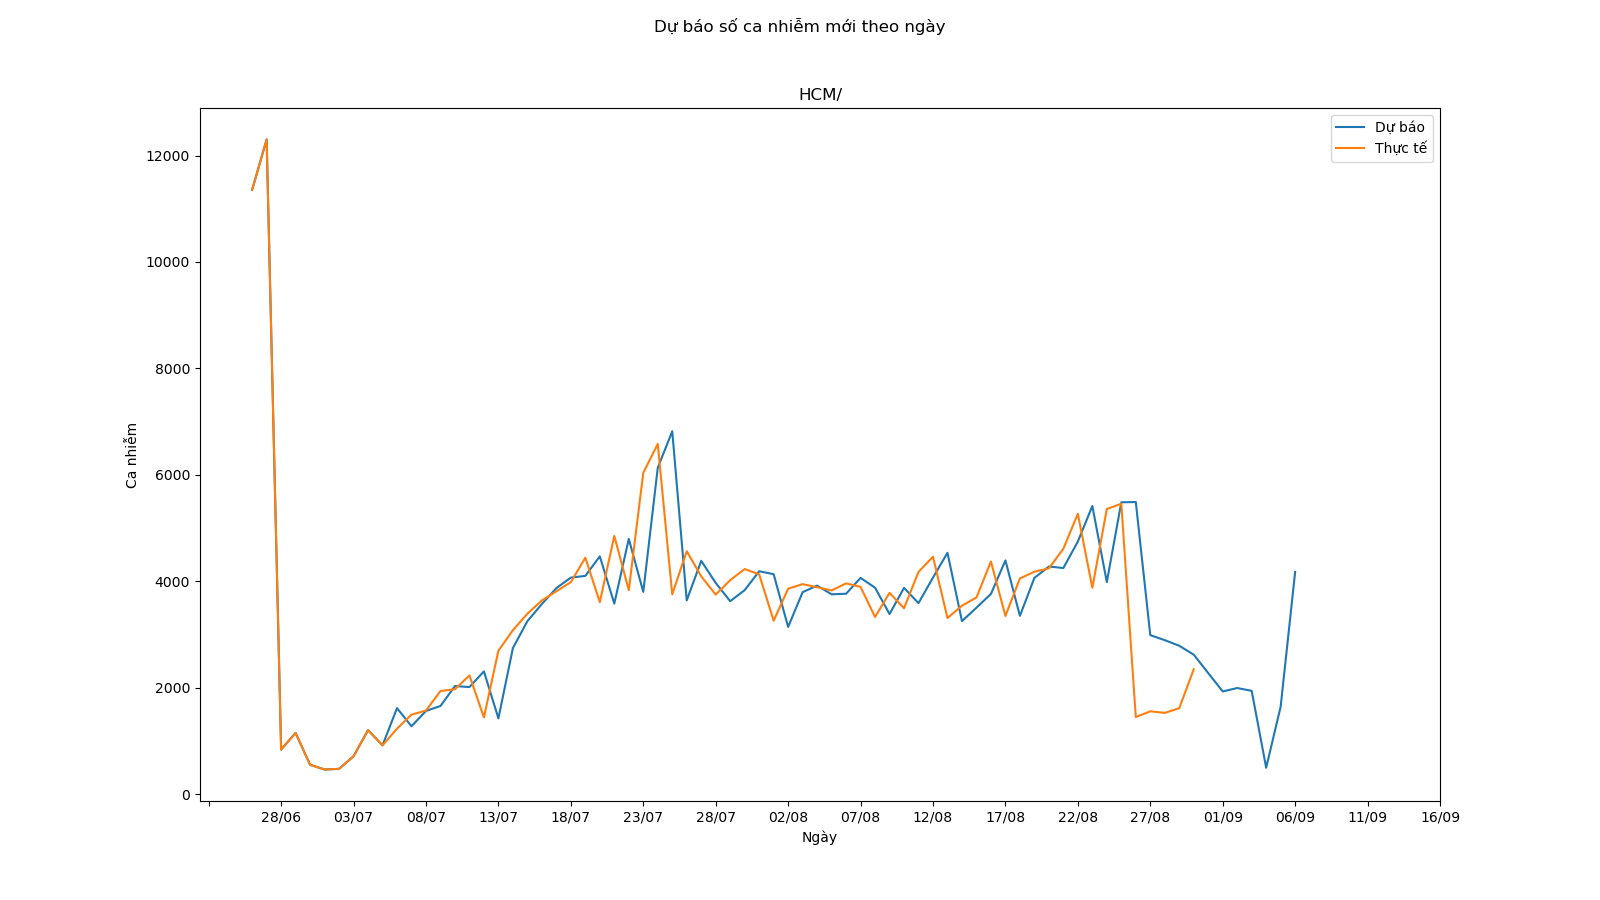 Dự báo số ca nhiễm mới theo ngày
HCM/
Dự báo
Thực tế
12000
10000
8000
6000
4000
2000
0
Ca nhiễm
28/06 03/07 08/07 13/07 18/07 23/07 28/07 02/08 07/08 12/08 17/08 22/08 27/08 01/09 06/09 11/09 16/09
Ngày